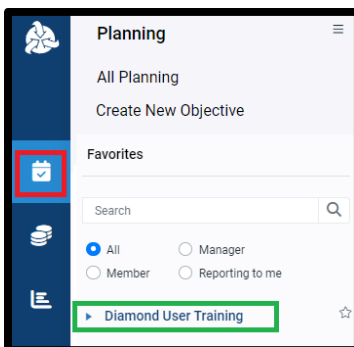 Planning
All Planning
Create New Objective
Favorites
Search
All Manager
Member Reporting to me
Diamond User Training